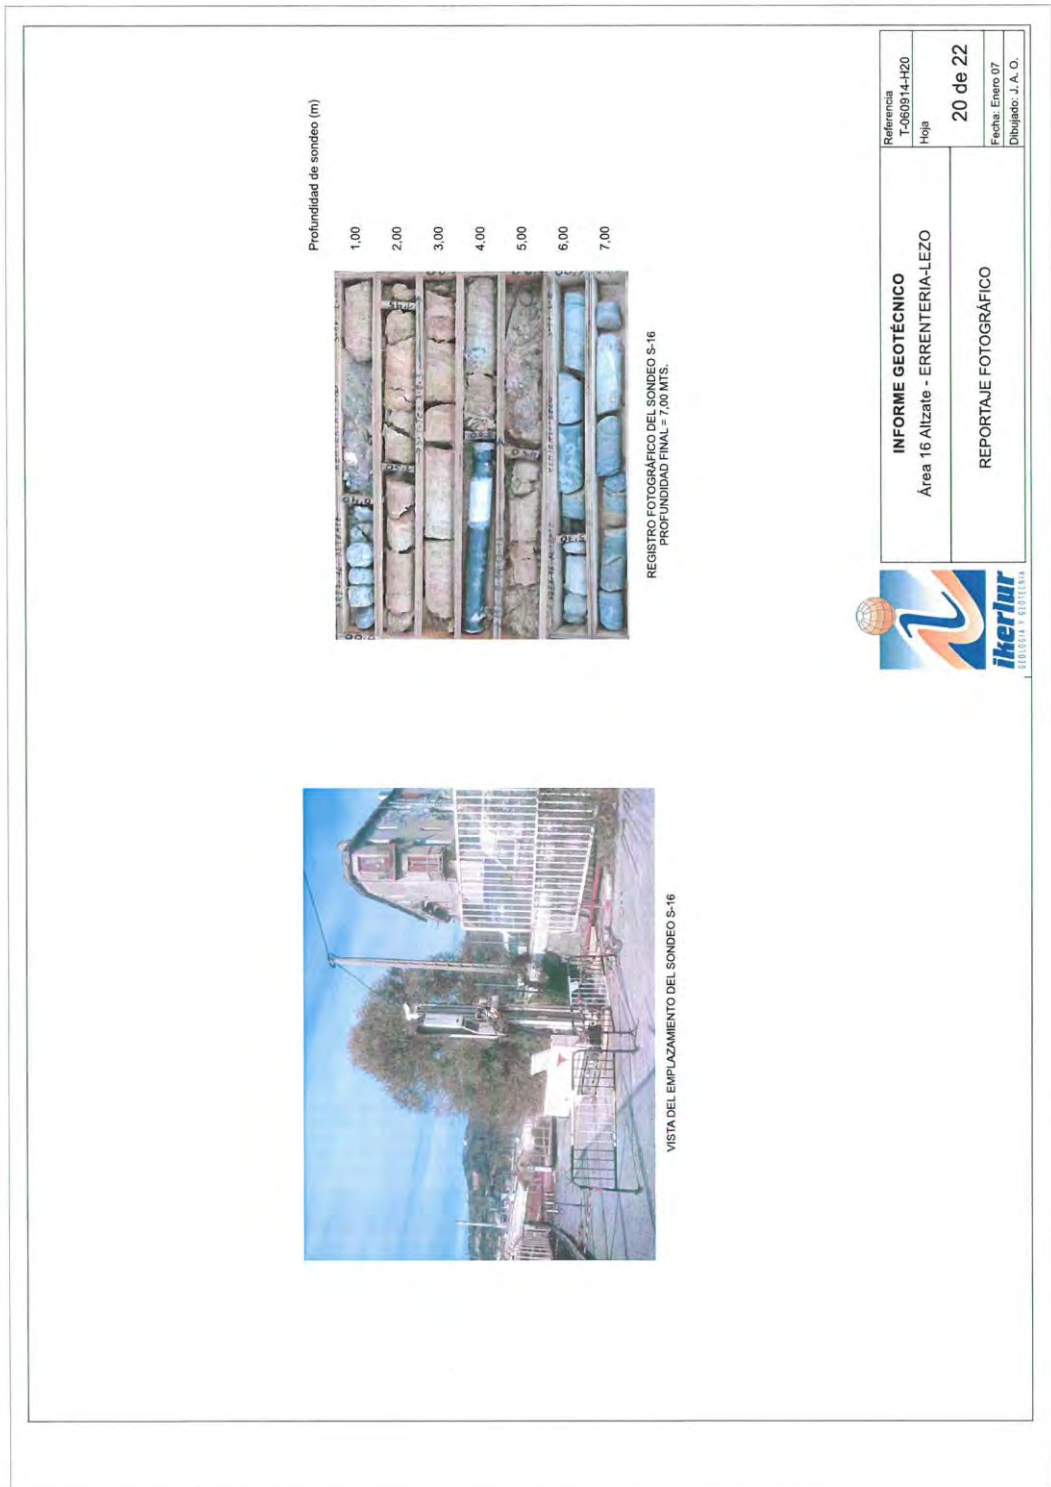 VISTA DEL EMPLAZAMIENTO DEL SONDEO S-16
Profundidad de sondeo (m)
1,00
2,00
3,00
4,00
5,00
6,00
7,00
REGISTRO FOTOGRÁFICO DEL SONDEO S-16
PROFUNDIDAD FINAL = 7,00 MTS.
ikerlur
GEOLOGIA Y GEOTECNIA
INFORME GEOTÉCNICO
Área 16 Altzate - ERRENTERIA-LEZO
REPORTAJE FOTOGRÁFICO
Referencia
T-060914-H20
Hoja
20 de 22
Fecha: Enero 07
Dibujado: J. A. O.